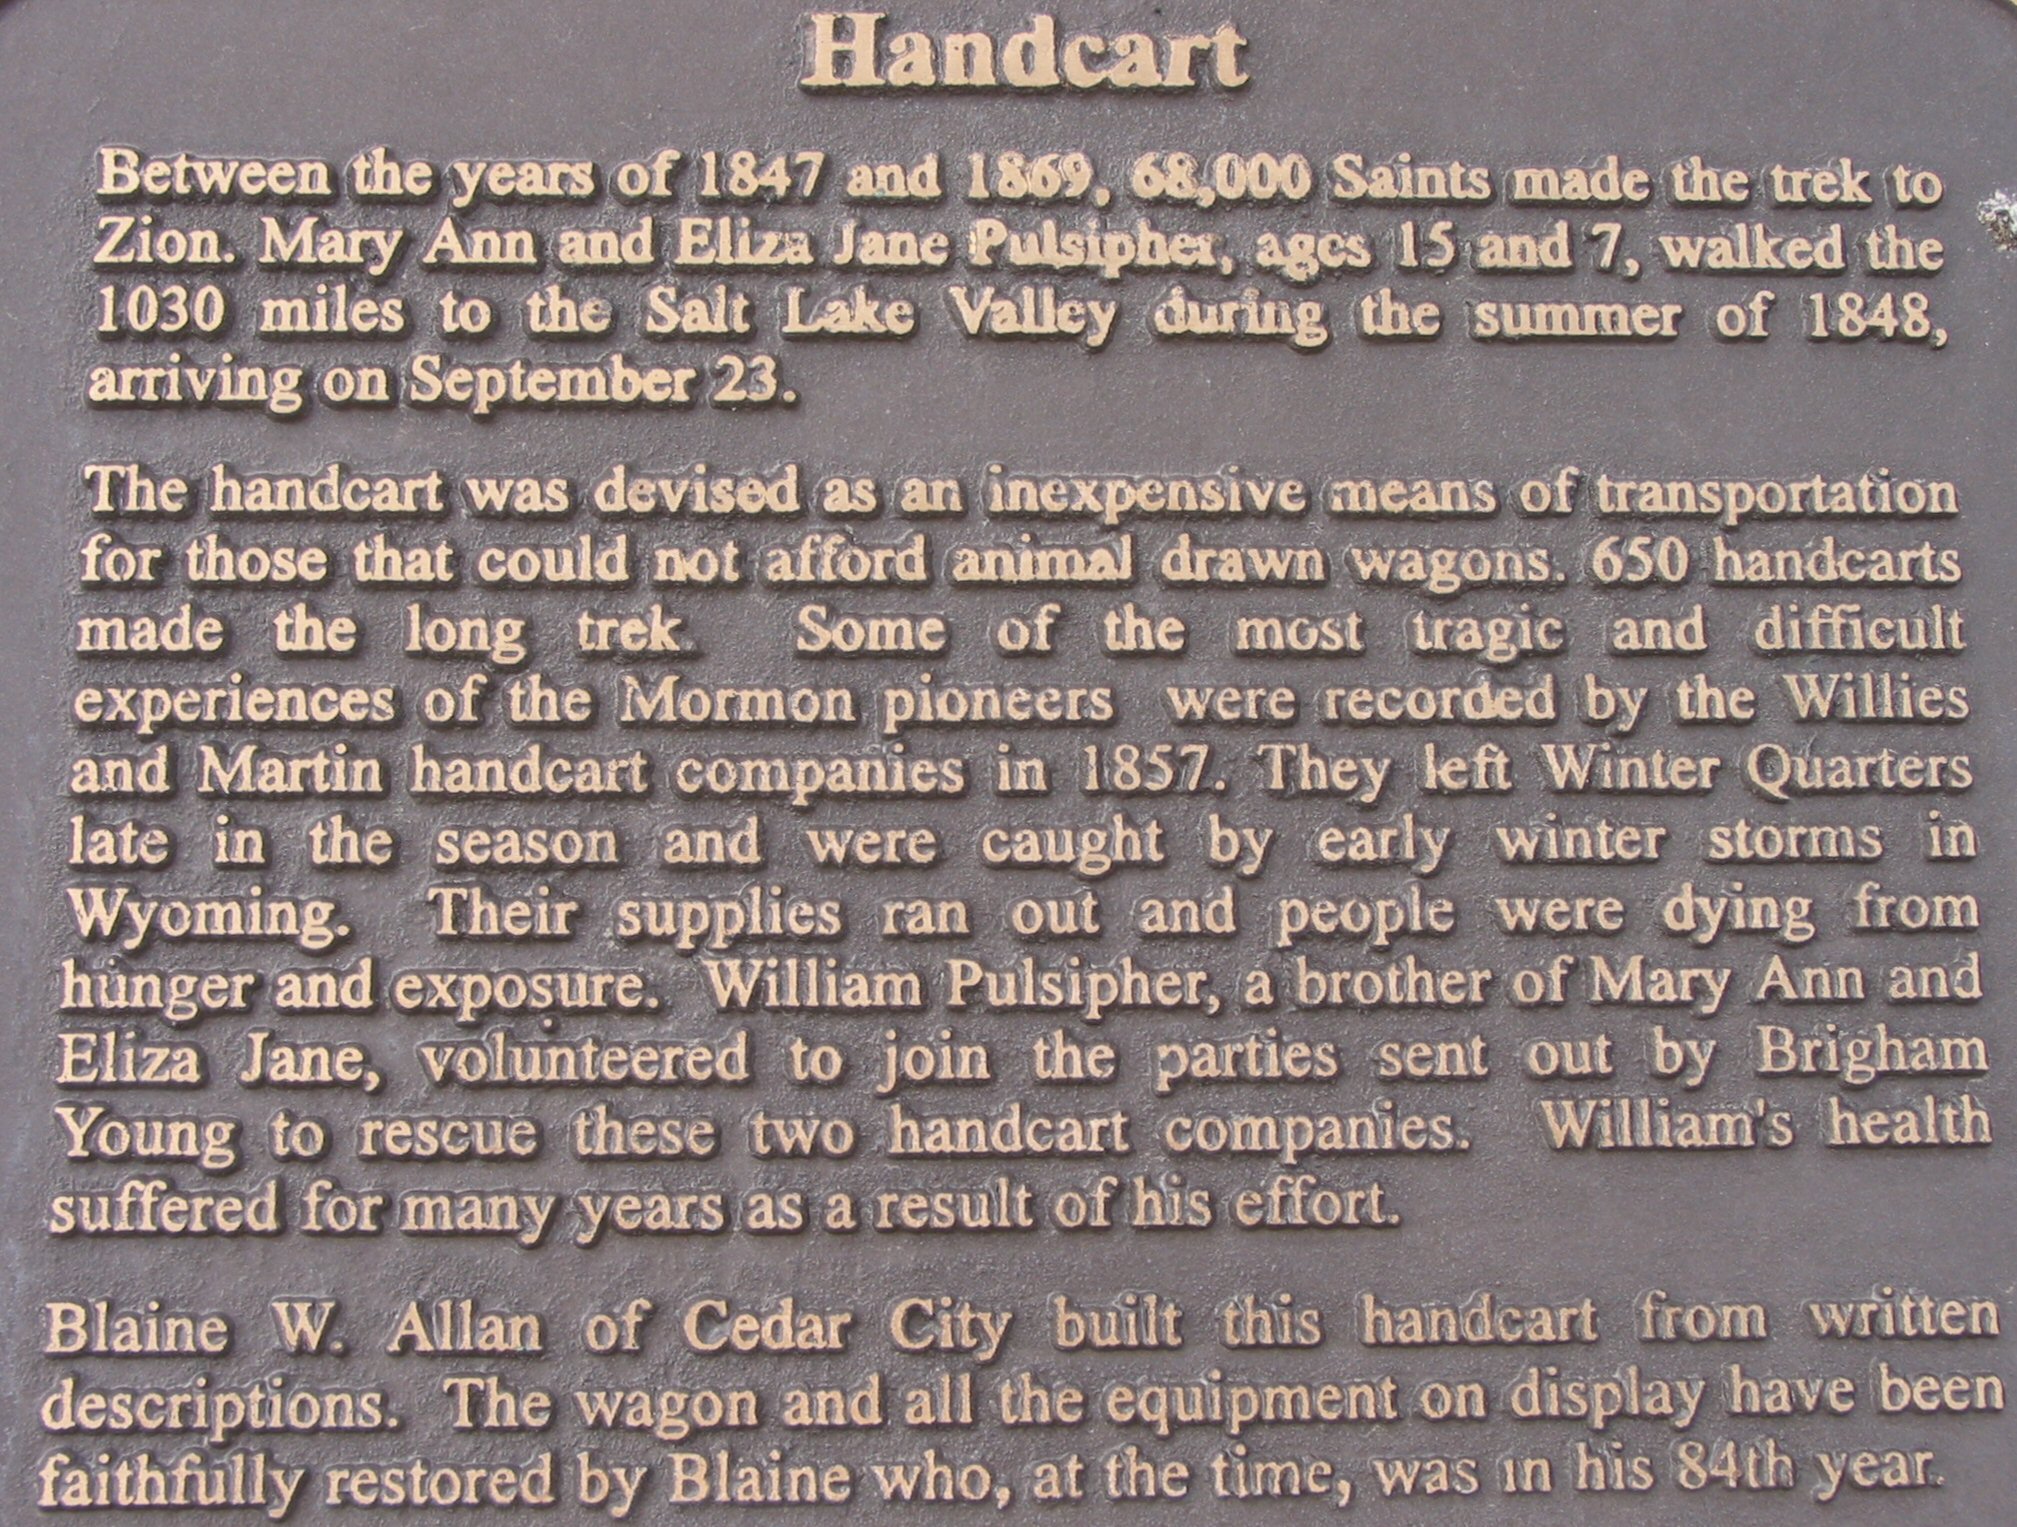 Handcart
Between the years of 1847 and 1869, 68,000 Saints made the trek to
Zion. Mary Ann and Eliza Jane Pulsipher, ages 15 and 7, walked the
1030 miles to the Salt Lake Valley during the summer of 1848,
arriving on September 23.
The handcart was devised as an inexpensive means of transportation
for those that could not afford animal drawn wagons. 650 handcarts
made the long trek. Some of the most tragic and difficult
experiences of the Mormon pioneers were recorded by the Willies
and Martin handcart companies in 1857. They left Winter Quarters
late in the season and were caught by early winter storms in
Wyoming. Their supplies ran out and people were dying from
hunger and exposure. William Pulsipher, a brother of Mary Ann and
Eliza Jane, volunteered to join the parties sent out by Brigham
Young to rescue these two handcart companies. William's health
suffered for many years as a result of his effort.
Blaine W. Allan of Cedar City built this handcart from written
descriptions. The wagon and all the equipment on display have been
faithfully restored by Blaine who, at the time, was in his 84th year.